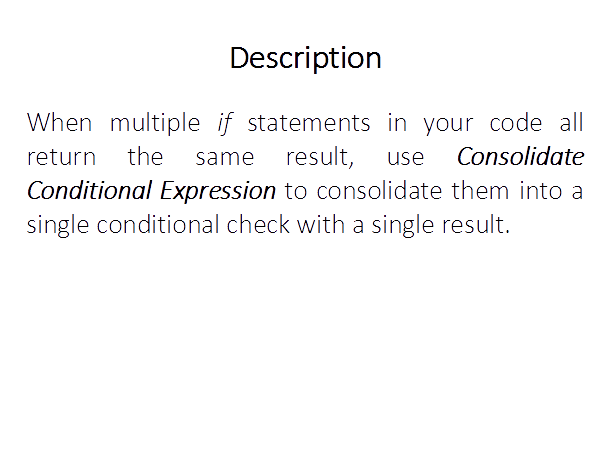 Description
When multiple if statements in your code all
return the same result, use Consolidate
Conditional Expression to consolidate them into a
single conditional check with a single result.